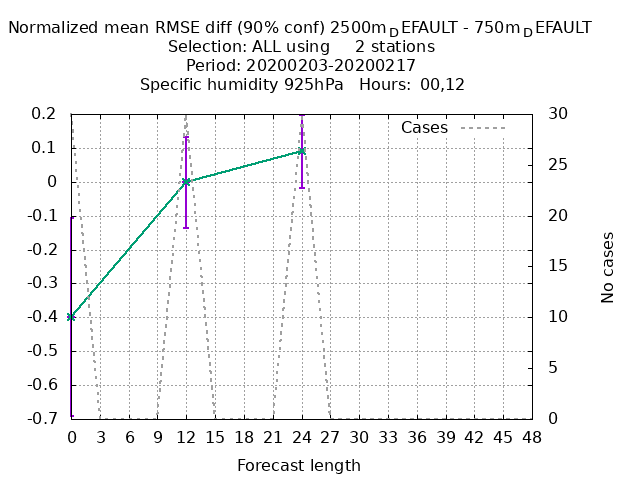 Normalized mean RMSE diff (90% conf) 2500m_DEFAULT - 750m_DEFAULT
Selection: ALL using 2 stations
Period: 20200203-20200217
Specific humidity 925hPa Hours: 00,12
Cases
0.2
0.1
0
-0.1
-0.2
-0.3
-0.4
-0.5
-0.6
-0.7
30
25
20
15
10
5
0
No cases
0 3 6 9 12 15 18 21 24 27 30 33 36 39 42 45 48
Forecast length